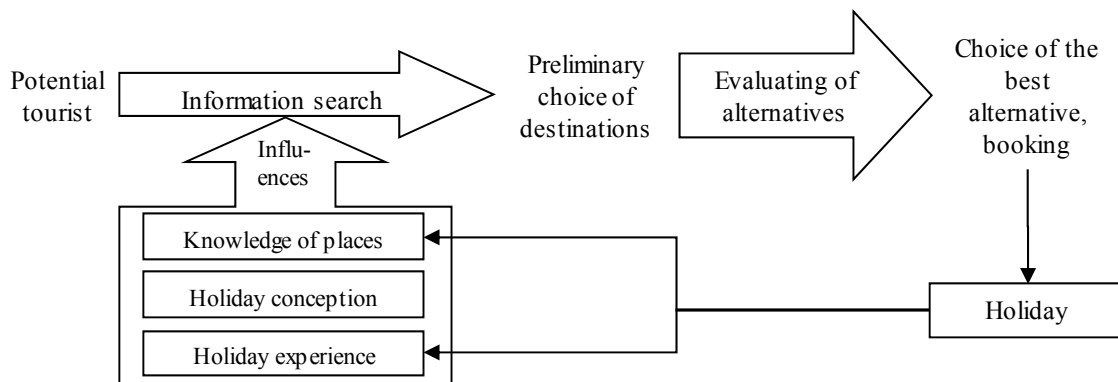 Potential
tourist
Information search
Preliminary
choice of
destinations
Evaluating of
alternatives
Choice of the
best
alternative,
booking
Influ-
ences
Knowledge of places
Holiday conception
Holiday experience
Holiday